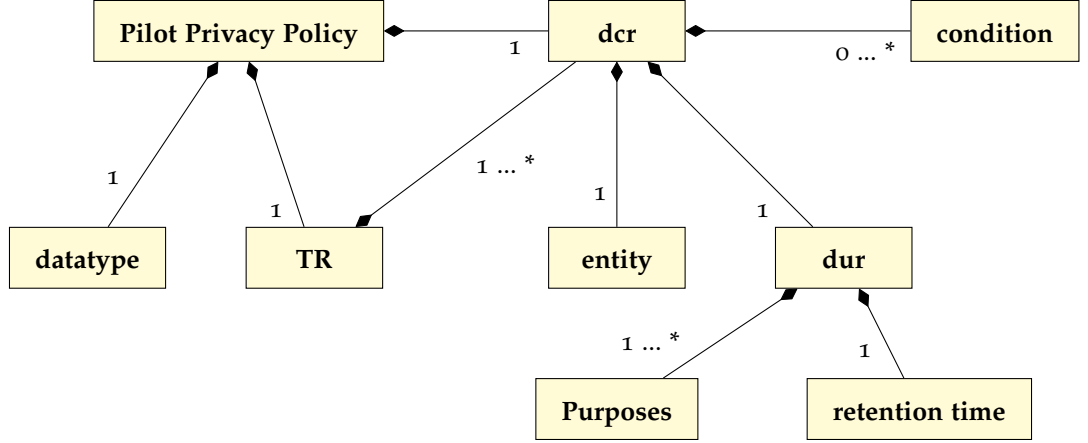 Pilot Privacy Policy
1
dcr
0 ... *
condition
1
1
1 ... *
1
1
datatype
TR
entity
dur
1 ... *
1
Purposes
retention time